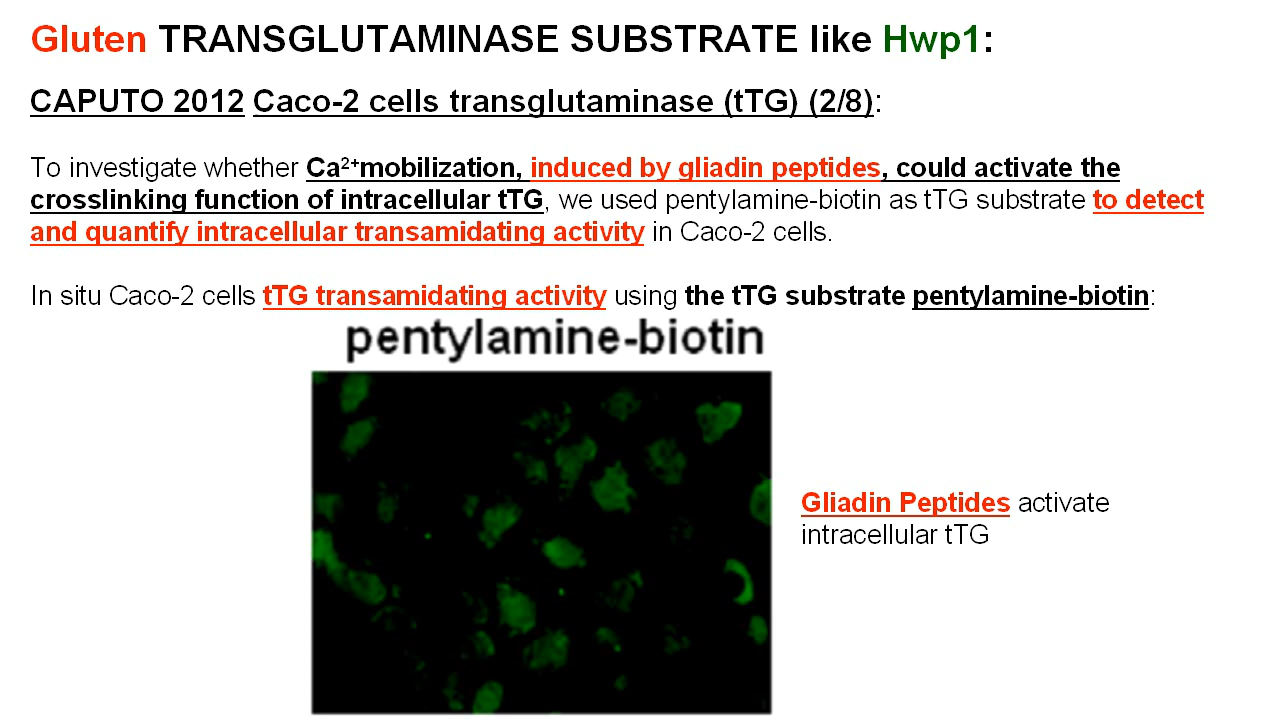 Gluten TRANSGLUTAMINASE SUBSTRATE like Hwp1:
CAPUTO 2012 Caco-2 cells transglutaminase (tTG) (2/8):
To investigate whether Ca²⁺mobilization, induced by gliadin peptides, could activate the
crosslinking function of intracellular tTG, we used pentylamine-biotin as tTG substrate to detect
and quantify intracellular transamidating activity in Caco-2 cells.
In situ Caco-2 cells tTG transamidating activity using the tTG substrate pentylamine-biotin:
pentylamine-biotin
Gliadin Peptides activate
intracellular tTG